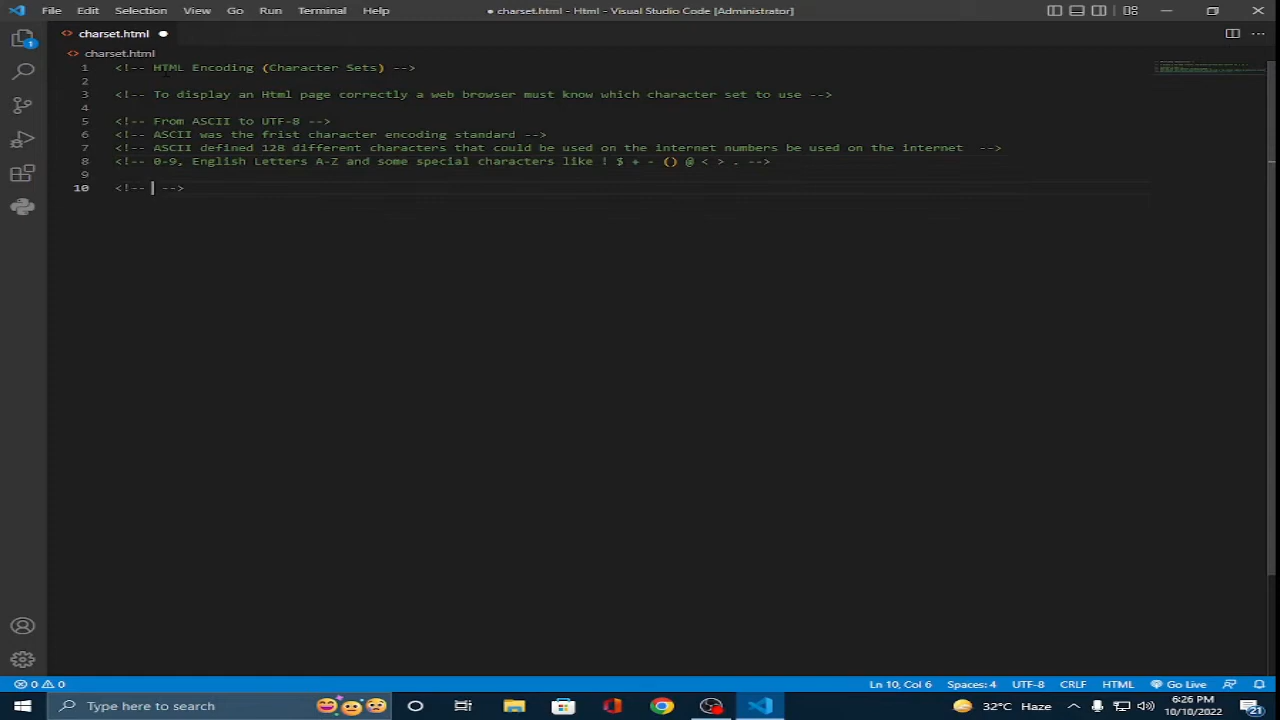 File Edit Selection View Go Run Terminal Help
● charset.html - Html - Visual Studio Code [Administrator]
<> charset.html ●
<> charset.html
1 <!-- HTML Encoding (Character Sets) -->
2
3 <!-- To display an Html page correctly a web browser must know which character set to use -->
4
5 <!-- From ASCII to UTF-8 -->
6 <!-- ASCII was the frist character encoding standard -->
7 <!-- ASCII defined 128 different characters that could be used on the internet numbers be used on the internet  -->
8 <!-- 0-9, English Letters A-Z and some special characters like ! $ + - () @ < > . -->
9
10 <!--  -->
1
0 0
Ln 10, Col 6 Spaces: 4 UTF-8 CRLF HTML Go Live
Type here to search
32°C Haze
6:26 PM
10/10/2022
21